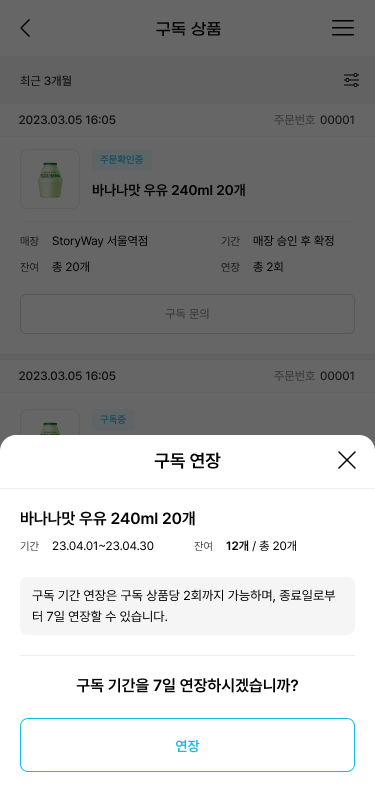 구독 상품
최근 3개월
2023.03.05 16:05 주문번호 00001
주문확인중
바나나맛 우유 240ml 20개
매장 StoryWay 서울역점 기간 매장 승인 후 확정
잔여 총 20개 연장 총 2회
구독 문의
2023.03.05 16:05 주문번호 00001
구독중
구독 연장
바나나맛 우유 240ml 20개
기간 23.04.01~23.04.30 잔여 12개 / 총 20개
구독 기간 연장은 구독 상품당 2회까지 가능하며, 종료일로부
터 7일 연장할 수 있습니다.
구독 기간을 7일 연장하시겠습니까?
연장